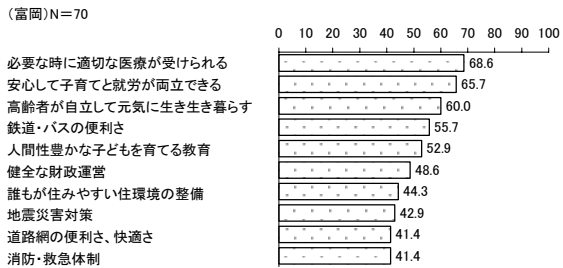 （富岡）N＝70
0 10 20 30 40 50 60 70 80 90 100
必要な時に適切な医療が受けられる 68.6
安心して子育てと就労が両立できる 65.7
高齢者が自立して元気に生き生き暮らす 60.0
鉄道・バスの便利さ 55.7
人間性豊かな子どもを育てる教育 52.9
健全な財政運営 48.6
誰もが住みやすい住環境の整備 44.3
地震災害対策 42.9
道路網の便利さ、快適さ 41.4
消防・救急体制 41.4